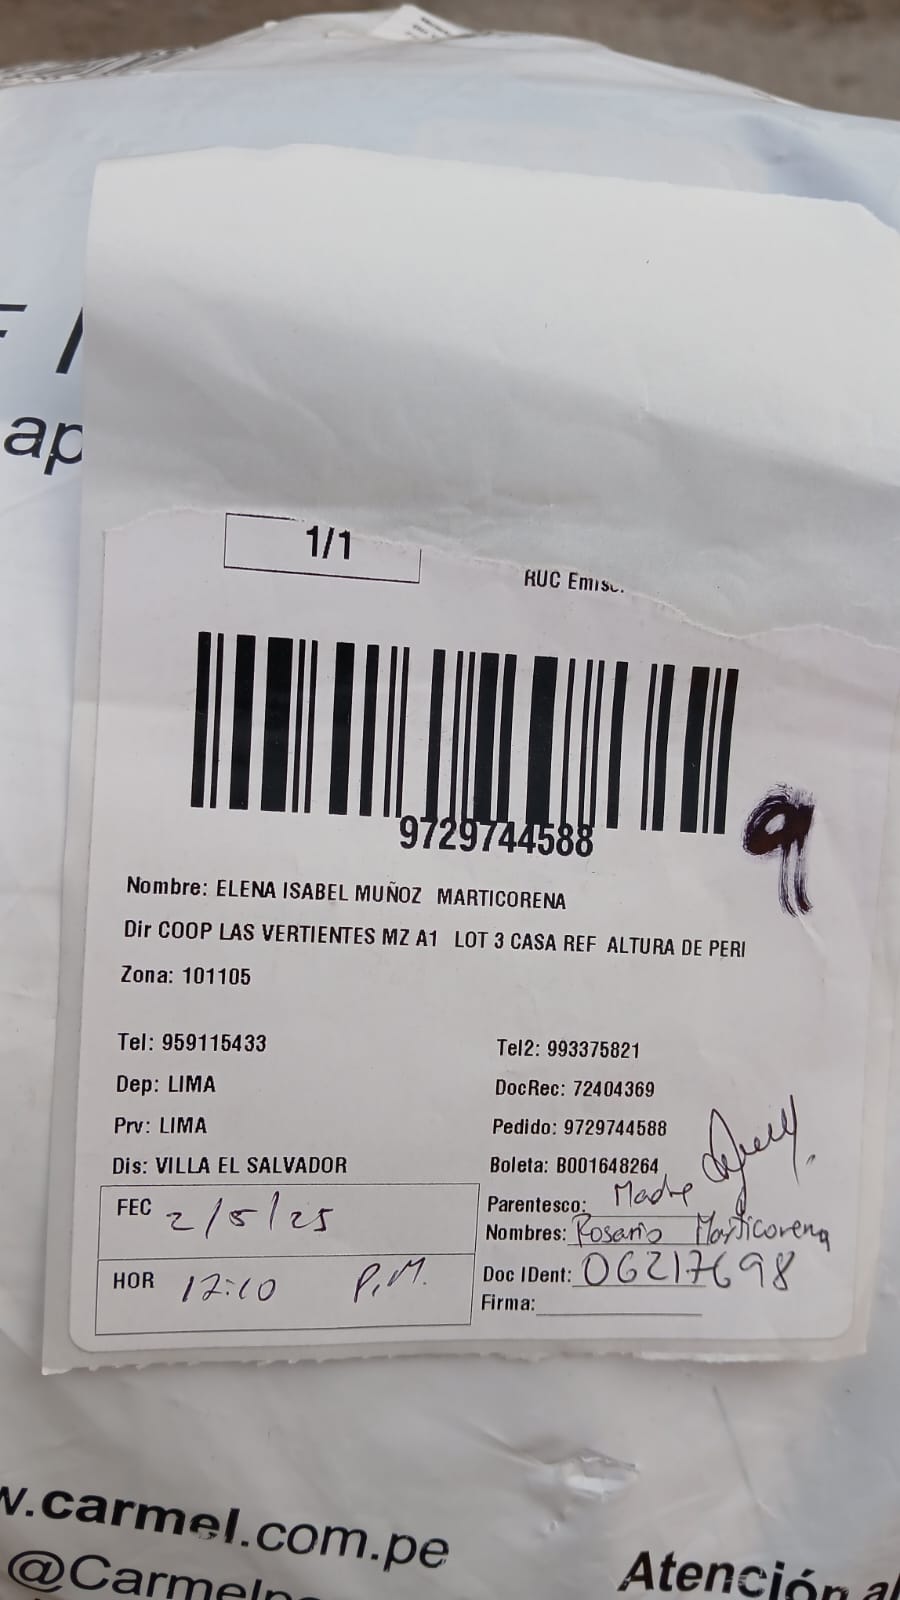 ap
1/1
RUC Emiso.
9729744588
9
Nombre: ELENA ISABEL MUÑOZ MARTICORENA
Dir COOP LAS VERTIENTES MZ A1 LOT 3 CASA REF ALTURA DE PERI
Zona: 101105
Tel: 959115433 Tel2: 993375821
Dep: LIMA DocRec: 72404369
Prv: LIMA Pedido: 9729744588
Dis: VILLA EL SALVADOR Boleta: B001648264
FEC 2/5/25 Parentesco: Madre
Nombres: Rosario Marticorena
HOR 12:10 P.M. Doc IDent: 06217698
Firma:
w.carmel.com.pe
@Carmelpe
Atención al